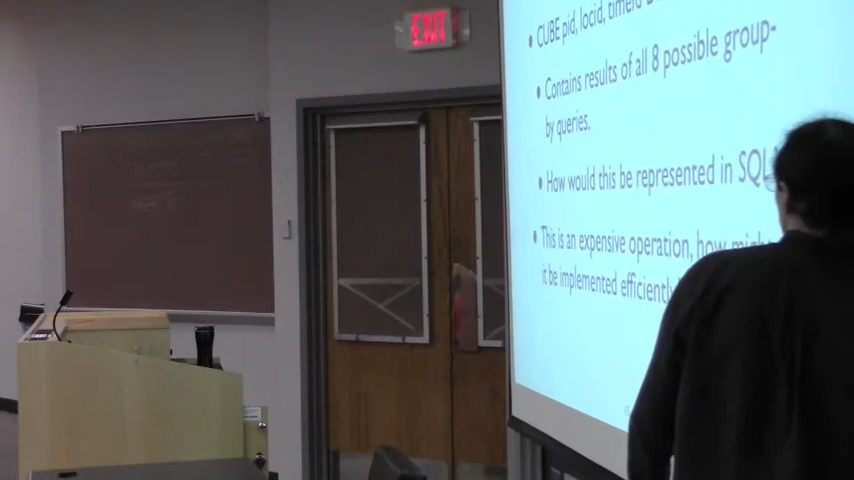 EXIT
• CUBE pid, locid, timeid
• Contains results of all 8 possible group-
by queries.
• How would this be represented in SQL
• This is an expensive operation, how might
it be implemented efficiently